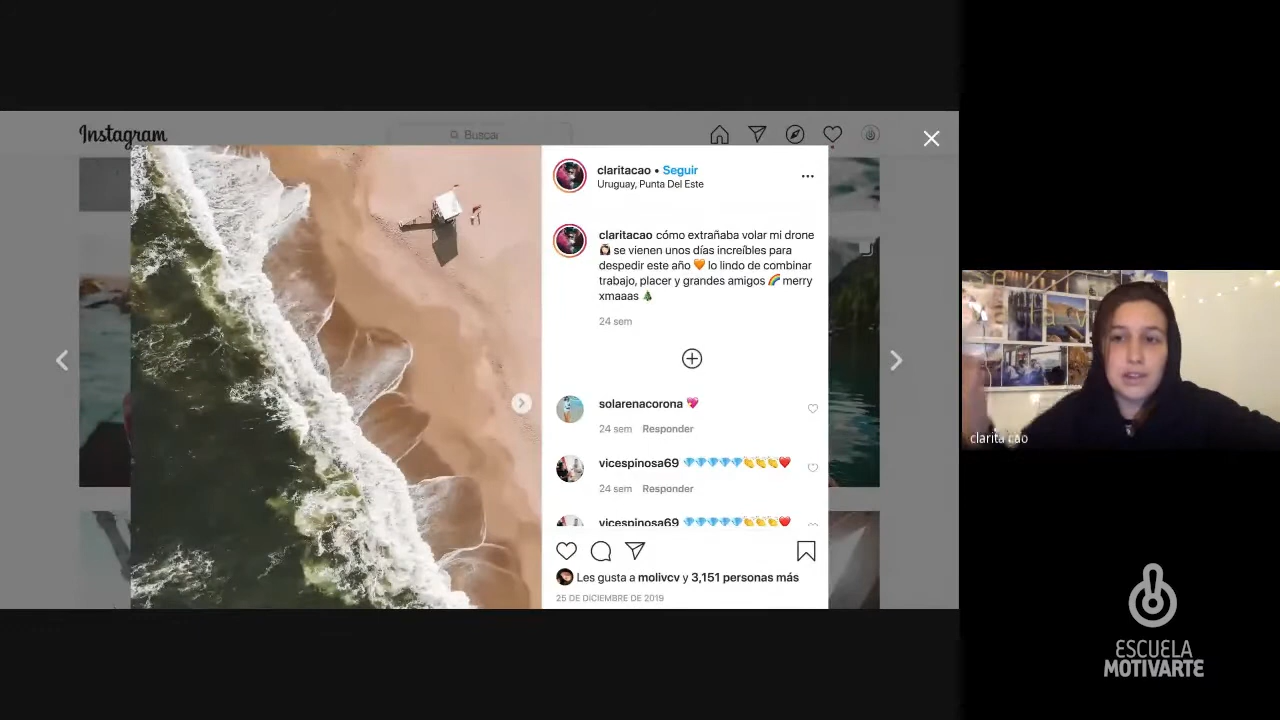 Instagram
Buscar
claritacao • Seguir
Uruguay, Punta Del Este
claritacao cómo extrañaba volar mi drone
👩🏻 se vienen unos días increíbles para
despedir este año 🧡 lo lindo de combinar
trabajo, placer y grandes amigos 🌈 merry
xmaaas 🎄
24 sem
solarenacorona 💖
24 sem Responder
vicespinosa69 💎💎💎💎💎👏👏👏❤️
24 sem Responder
vicespinosa69 💎💎💎💎💎👏👏👏❤️
Les gusta a molivcv y 3,151 personas más
25 DE DICIEMBRE DE 2019
clarita cao
ESCUELA
MOTIVARTE